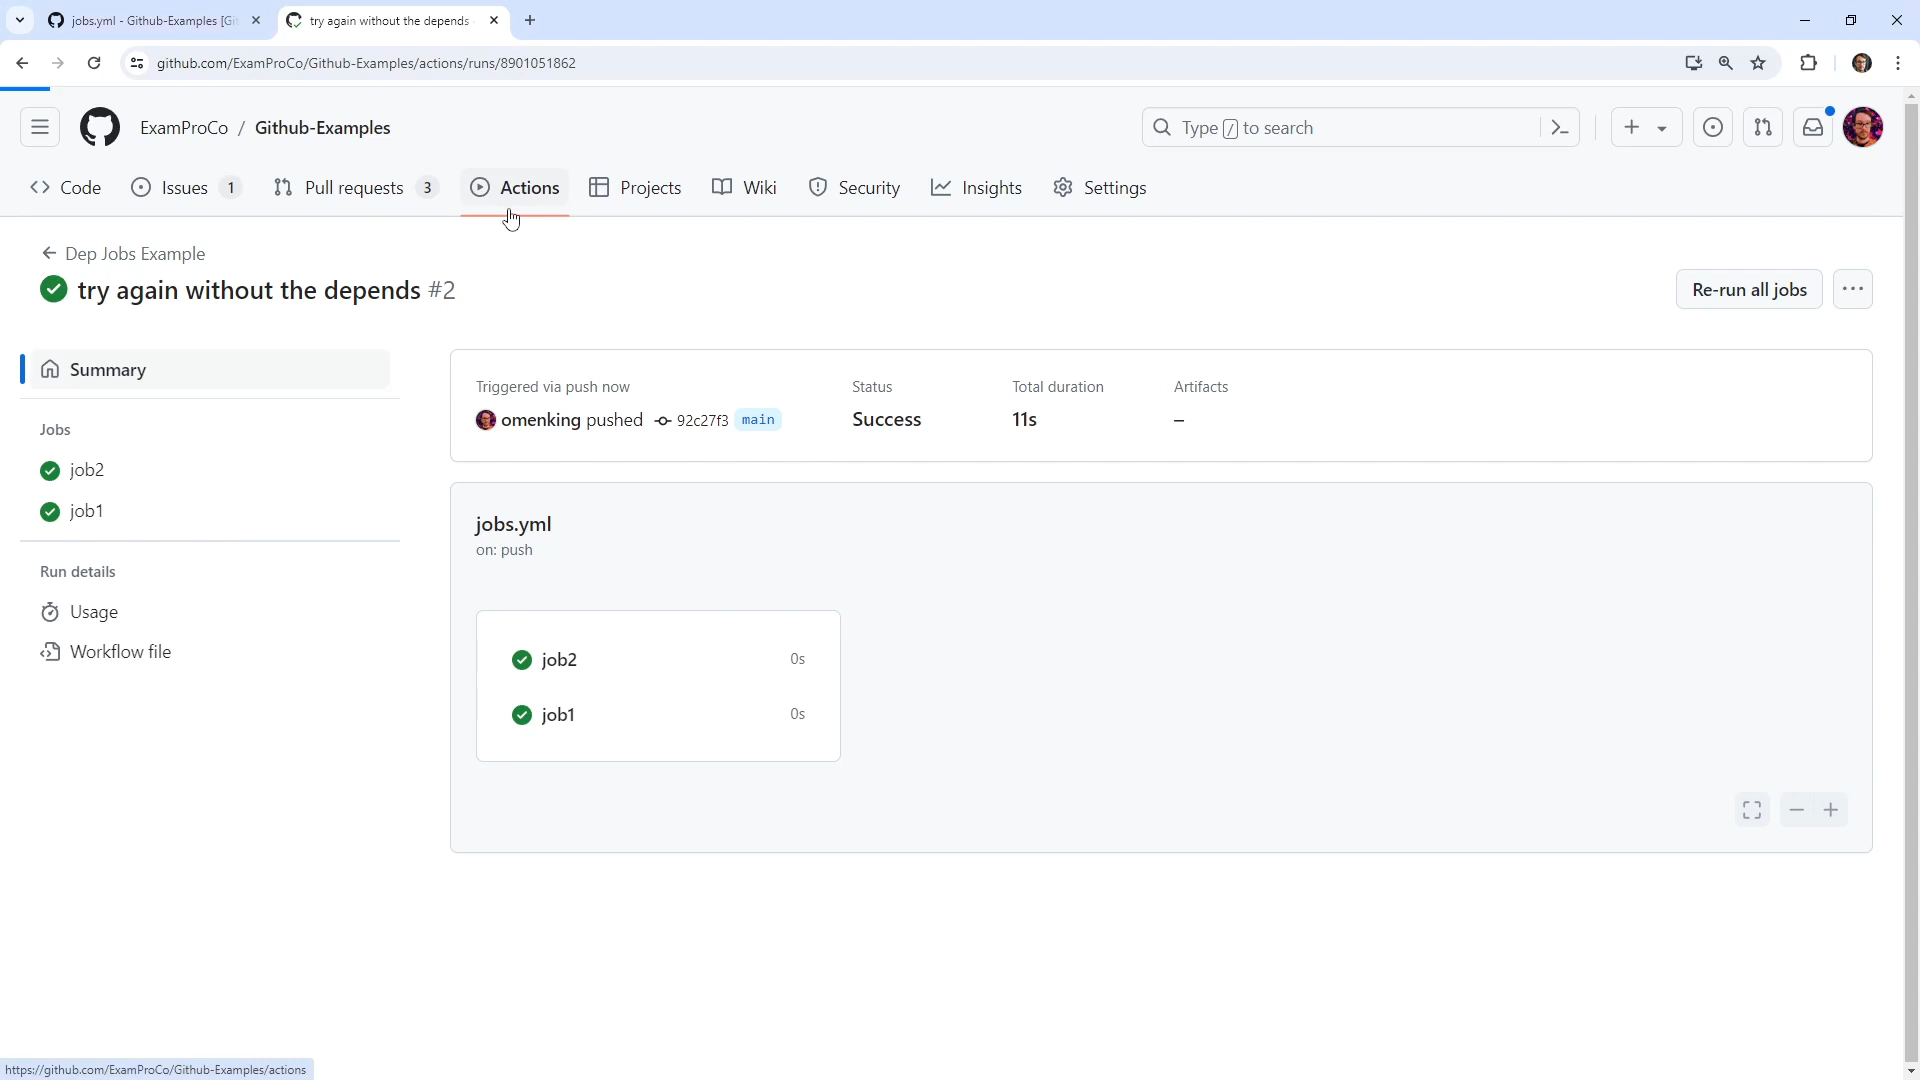 jobs.yml - Github-Examples [Gi
try again without the depends
github.com/ExamProCo/Github-Examples/actions/runs/8901051862
ExamProCo / Github-Examples
Type / to search
Code
Issues 1
Pull requests 3
Actions
Projects
Wiki
Security
Insights
Settings
Dep Jobs Example
try again without the depends #2
Re-run all jobs
Summary
Jobs
job2
job1
Run details
Usage
Workflow file
Triggered via push now
omenking pushed 92c27f3 main
Status
Success
Total duration
11s
Artifacts
–
jobs.yml
on: push
job2 0s
job1 0s
https://github.com/ExamProCo/Github-Examples/actions